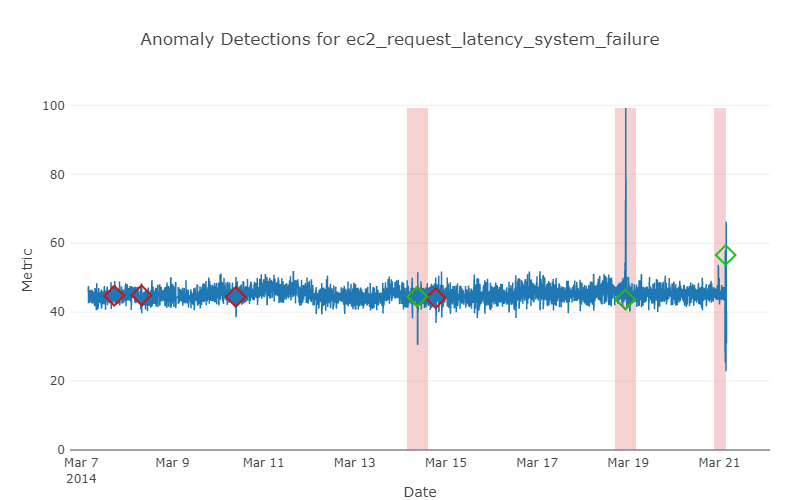 Anomaly Detections for ec2_request_latency_system_failure
Metric
100
80
60
40
20
0
Mar 7
2014
Mar 9
Mar 11
Mar 13
Mar 15
Mar 17
Mar 19
Mar 21
Date